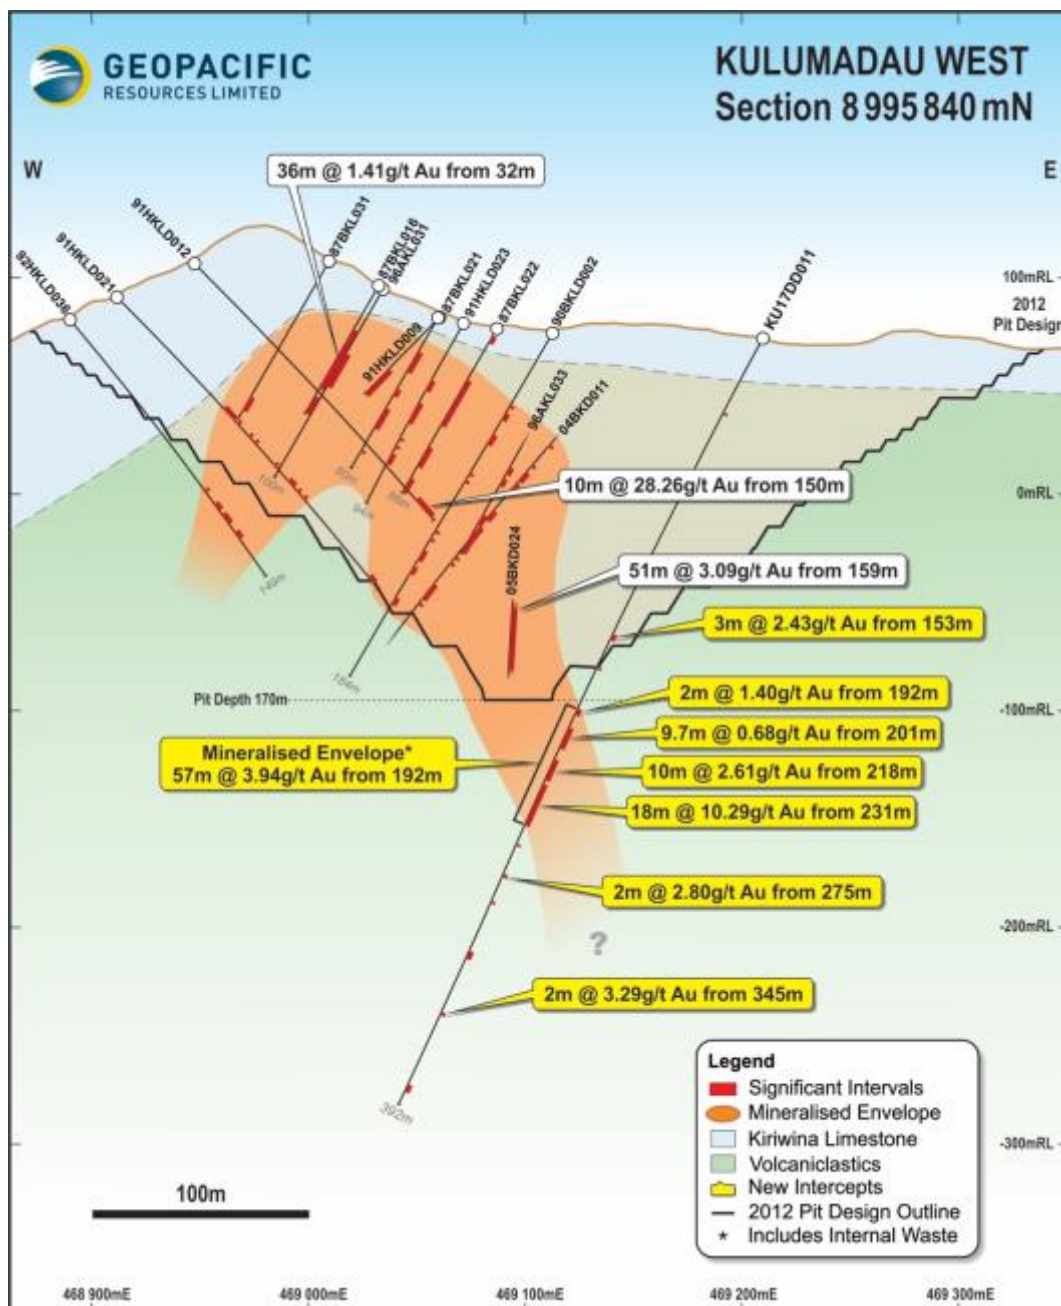 GEOPACIFIC
RESOURCES LIMITED
KULUMADAU WEST
Section 8 995 840 mN
W
E
36m @ 1.41g/t Au from 32m
91HKLD012
91HKLD021
92HKLD036
87BKL031
87BKL016
96AKL031
87BKL021
91HKLD023
87BKL022
90BKLD002
KU17DD011
91HKLD009
96AKL033
04BKD011
100mRL
2012
Pit Design
100m
94m
149m
10m @ 28.26g/t Au from 150m
0mRL
05BKD024
51m @ 3.09g/t Au from 159m
3m @ 2.43g/t Au from 153m
184m
Pit Depth 170m
2m @ 1.40g/t Au from 192m
-100mRL
9.7m @ 0.68g/t Au from 201m
Mineralised Envelope*
57m @ 3.94g/t Au from 192m
10m @ 2.61g/t Au from 218m
18m @ 10.29g/t Au from 231m
2m @ 2.80g/t Au from 275m
-200mRL
?
2m @ 3.29g/t Au from 345m
392m
Legend
Significant Intervals
Mineralised Envelope
Kiriwina Limestone
Volcaniclastics
New Intercepts
2012 Pit Design Outline
* Includes Internal Waste
-300mRL
100m
468 900mE
469 000mE
469 100mE
469 200mE
469 300mE